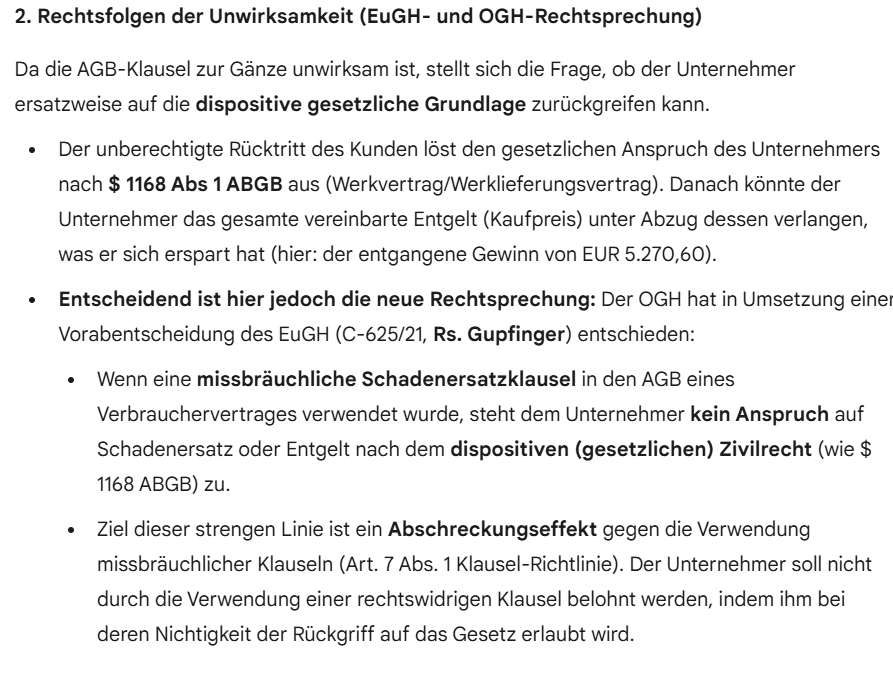 2. Rechtsfolgen der Unwirksamkeit (EuGH- und OGH-Rechtsprechung)
Da die AGB-Klausel zur Gänze unwirksam ist, stellt sich die Frage, ob der Unternehmer
ersatzweise auf die dispositive gesetzliche Grundlage zurückgreifen kann.
• Der unberechtigte Rücktritt des Kunden löst den gesetzlichen Anspruch des Unternehmers
nach $ 1168 Abs 1 ABGB aus (Werkvertrag/Werklieferungsvertrag). Danach könnte der
Unternehmer das gesamte vereinbarte Entgelt (Kaufpreis) unter Abzug dessen verlangen,
was er sich erspart hat (hier: der entgangene Gewinn von EUR 5.270,60).
• Entscheidend ist hier jedoch die neue Rechtsprechung: Der OGH hat in Umsetzung einer
Vorabentscheidung des EuGH (C-625/21, Rs. Gupfinger) entschieden:
• Wenn eine missbräuchliche Schadenersatzklausel in den AGB eines
Verbrauchervertrages verwendet wurde, steht dem Unternehmer kein Anspruch auf
Schadenersatz oder Entgelt nach dem dispositiven (gesetzlichen) Zivilrecht (wie $
1168 ABGB) zu.
• Ziel dieser strengen Linie ist ein Abschreckungseffekt gegen die Verwendung
missbräuchlicher Klauseln (Art. 7 Abs. 1 Klausel-Richtlinie). Der Unternehmer soll nicht
durch die Verwendung einer rechtswidrigen Klausel belohnt werden, indem ihm bei
deren Nichtigkeit der Rückgriff auf das Gesetz erlaubt wird.